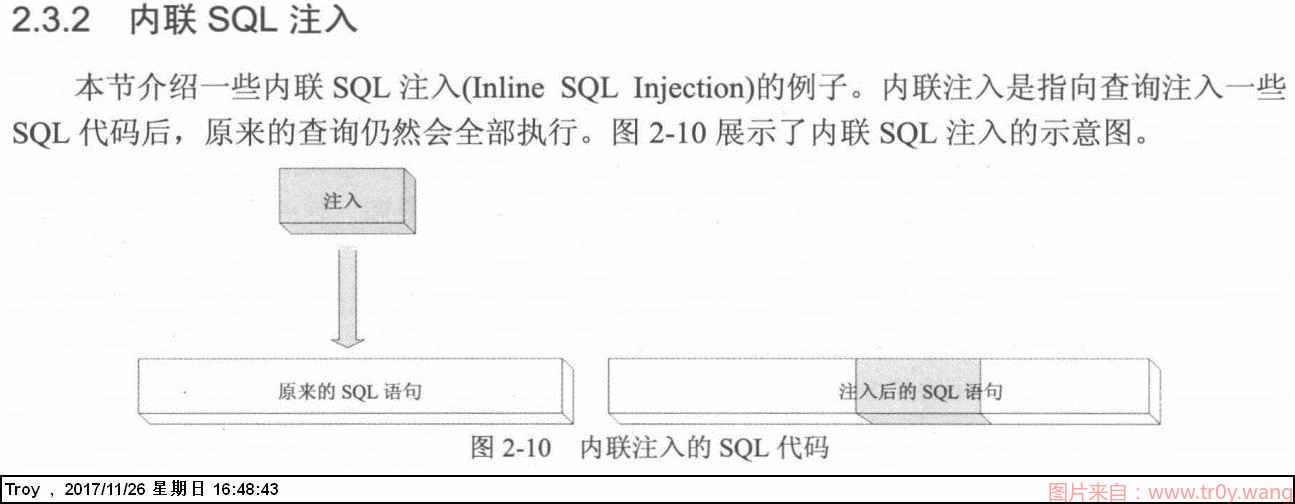 2.3.2 内联 SQL 注入
本节介绍一些内联 SQL 注入(Inline SQL Injection)的例子。内联注入是指向查询注入一些
SQL 代码后，原来的查询仍然会全部执行。图 2-10 展示了内联 SQL 注入的示意图。
注入
原来的 SQL 语句
注入后的 SQL 语句
图 2-10 内联注入的 SQL 代码
Troy , 2017/11/26 星期日 16:48:43
图片来自：www.tr0y.wang